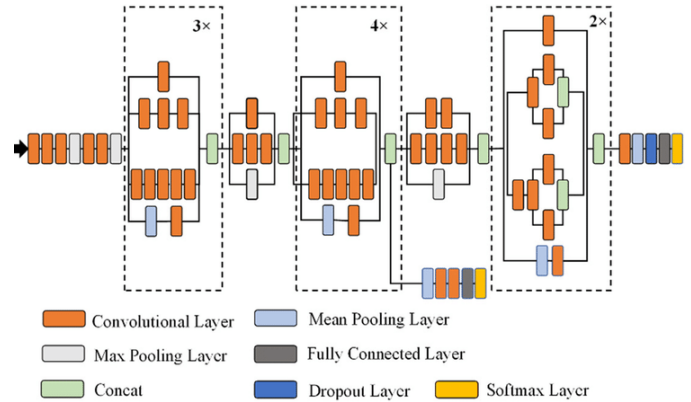 3×
4×
2×
Convolutional Layer
Mean Pooling Layer
Max Pooling Layer
Fully Connected Layer
Concat
Dropout Layer
Softmax Layer